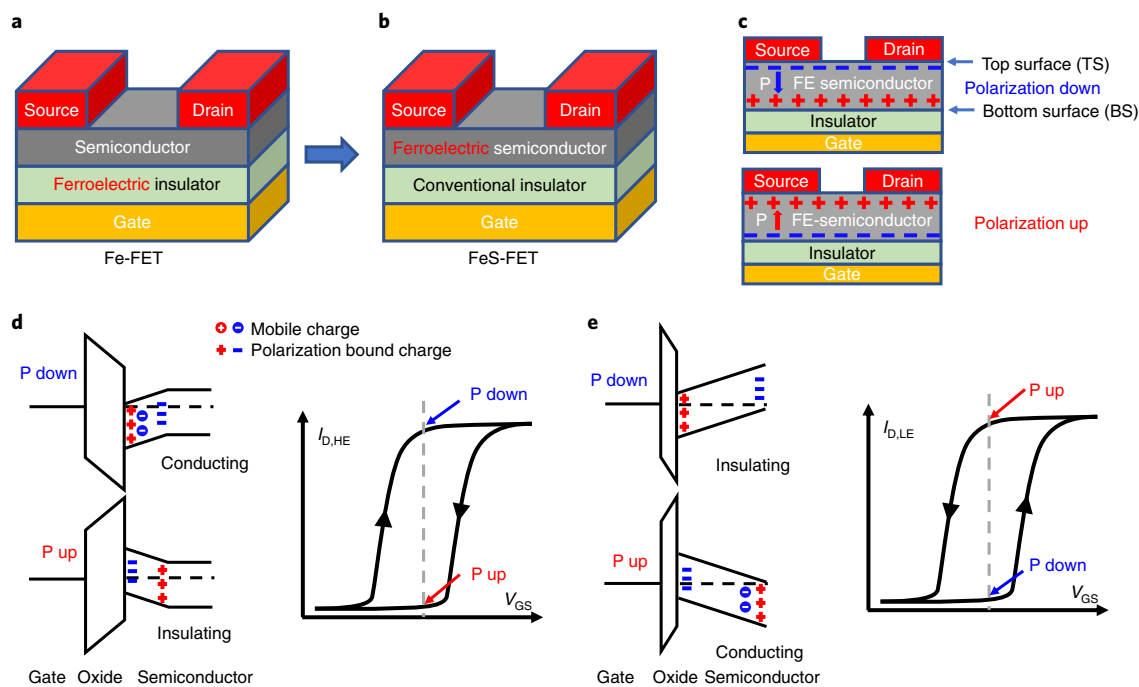 a
Source
Drain
Semiconductor
Ferroelectric insulator
Gate
Fe-FET
b
Source
Drain
Ferroelectric semiconductor
Conventional insulator
Gate
FeS-FET
c
Source
Drain
Top surface (TS)
P
FE semiconductor
Polarization down
Bottom surface (BS)
Insulator
Gate
Source
Drain
P
FE-semiconductor
Polarization up
Insulator
Gate
d
Mobile charge
Polarization bound charge
P down
Conducting
P up
Insulating
Gate Oxide Semiconductor
I_D,HE
P down
P up
V_GS
e
P down
Insulating
P up
Conducting
Gate Oxide Semiconductor
I_D,LE
P up
P down
V_GS